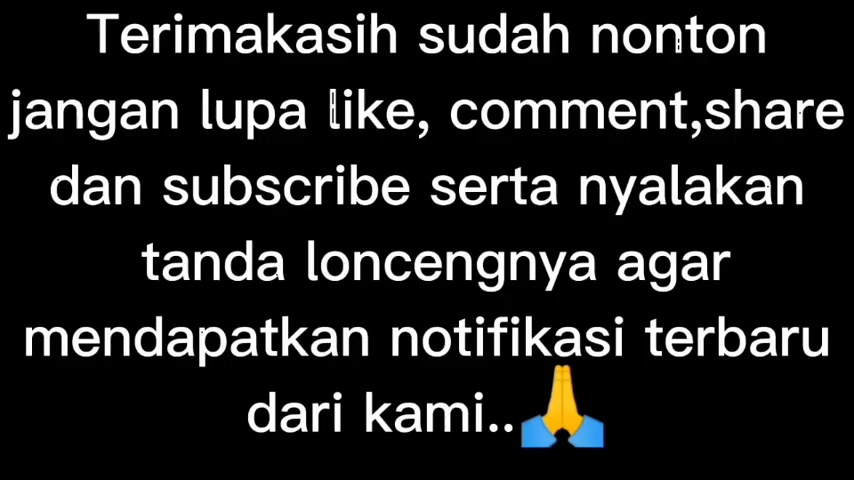 Terimakasih sudah nonton
jangan lupa like, comment,share
dan subscribe serta nyalakan
tanda loncengnya agar
mendapatkan notifikasi terbaru
dari kami..🙏